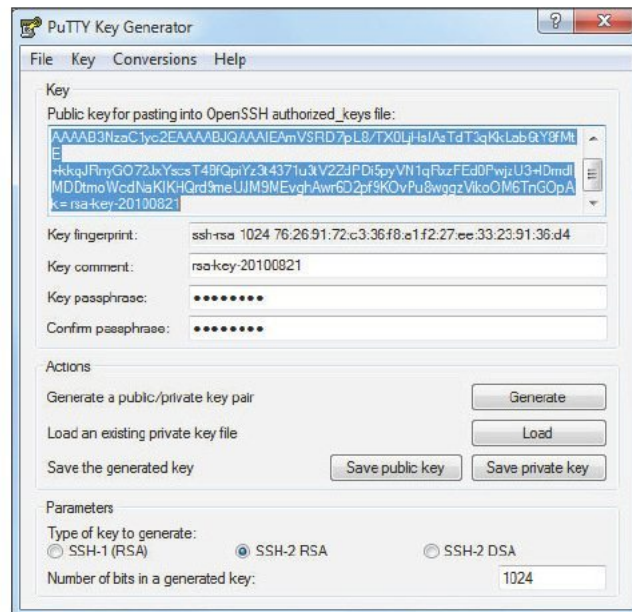 PuTTY Key Generator
File Key Conversions Help
Key
Public key for pasting into OpenSSH authorized_keys file:
k= rsa-key-20100821
Key fingerprint: ssh-rsa 1024 76:26:91:72:c3:36:f8:a1:f2:27:ee:33:23:91:36:d4
Key comment: rsa-key-20100821
Key passphrase: ••••••••
Confirm passphrase: ••••••••
Actions
Generate a public/private key pair Generate
Load an existing private key file Load
Save the generated key Save public key Save private key
Parameters
Type of key to generate:
SSH-1 (RSA) SSH-2 RSA SSH-2 DSA
Number of bits in a generated key: 1024